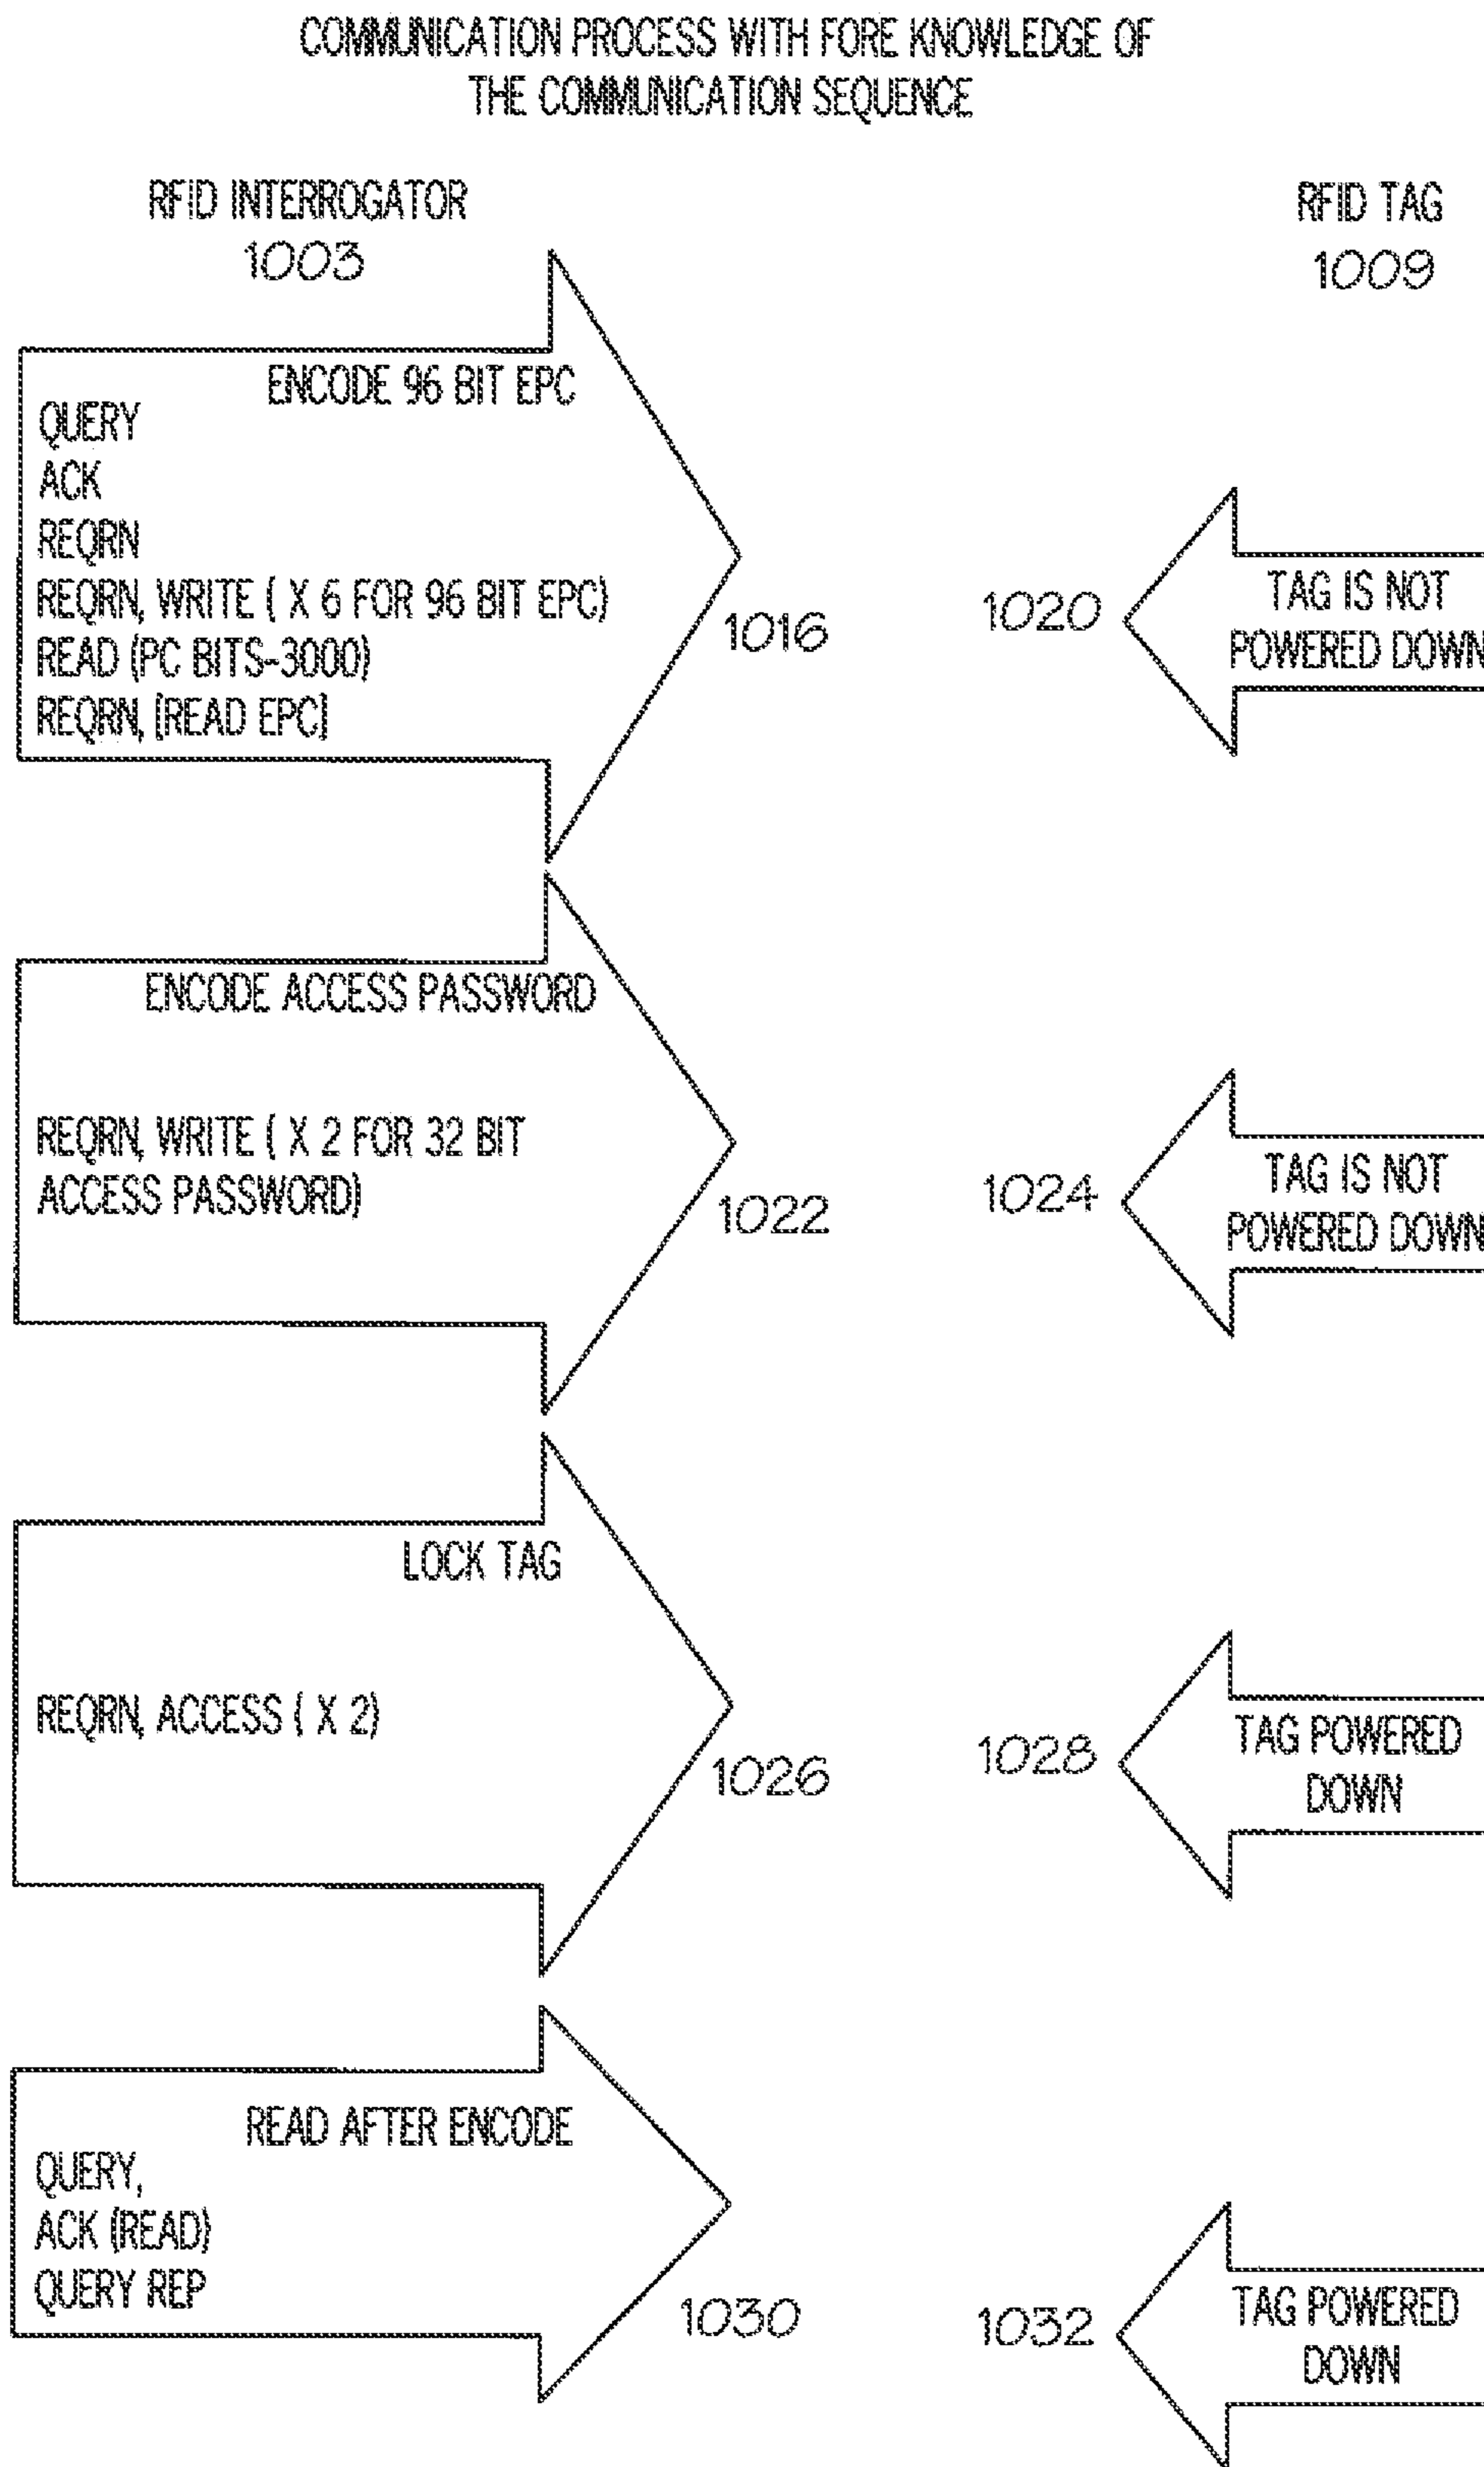 COMMUNICATION PROCESS WITH FORE KNOWLEDGE OF
THE COMMUNICATION SEQUENCE
RFID INTERROGATOR
1003
RFID TAG
1009
ENCODE 96 BIT EPC
QUERY
ACK
REQRN
REQRN, WRITE ( X 6 FOR 96 BIT EPC)
READ (PC BITS-3000)
REQRN, [READ EPC]
1016
1020
TAG IS NOT
POWERED DOWN
ENCODE ACCESS PASSWORD
REQRN, WRITE ( X 2 FOR 32 BIT
ACCESS PASSWORD)
1022
1024
TAG IS NOT
POWERED DOWN
LOCK TAG
REQRN, ACCESS ( X 2)
1026
1028
TAG POWERED
DOWN
READ AFTER ENCODE
QUERY,
ACK (READ)
QUERY REP
1030
1032
TAG POWERED
DOWN